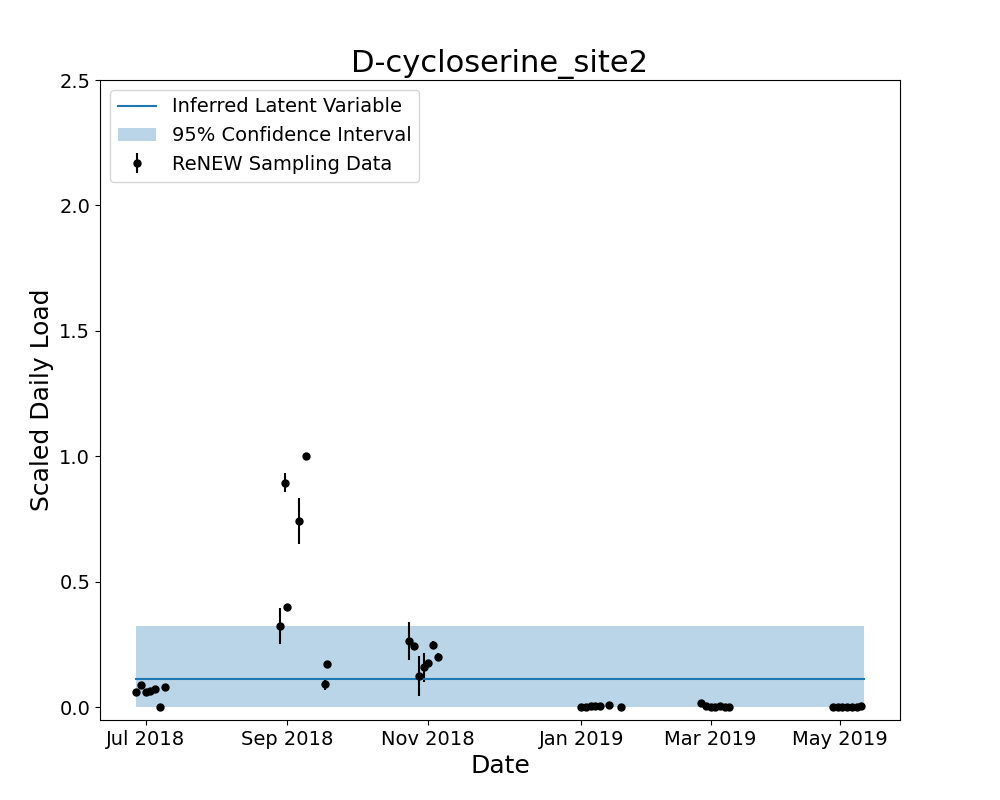 D-cycloserine_site2
2.5
Inferred Latent Variable
95% Confidence Interval
ReNEW Sampling Data
2.0
1.5
1.0
0.5
0.0
Scaled Daily Load
Jul 2018
Sep 2018
Nov 2018
Jan 2019
Mar 2019
May 2019
Date